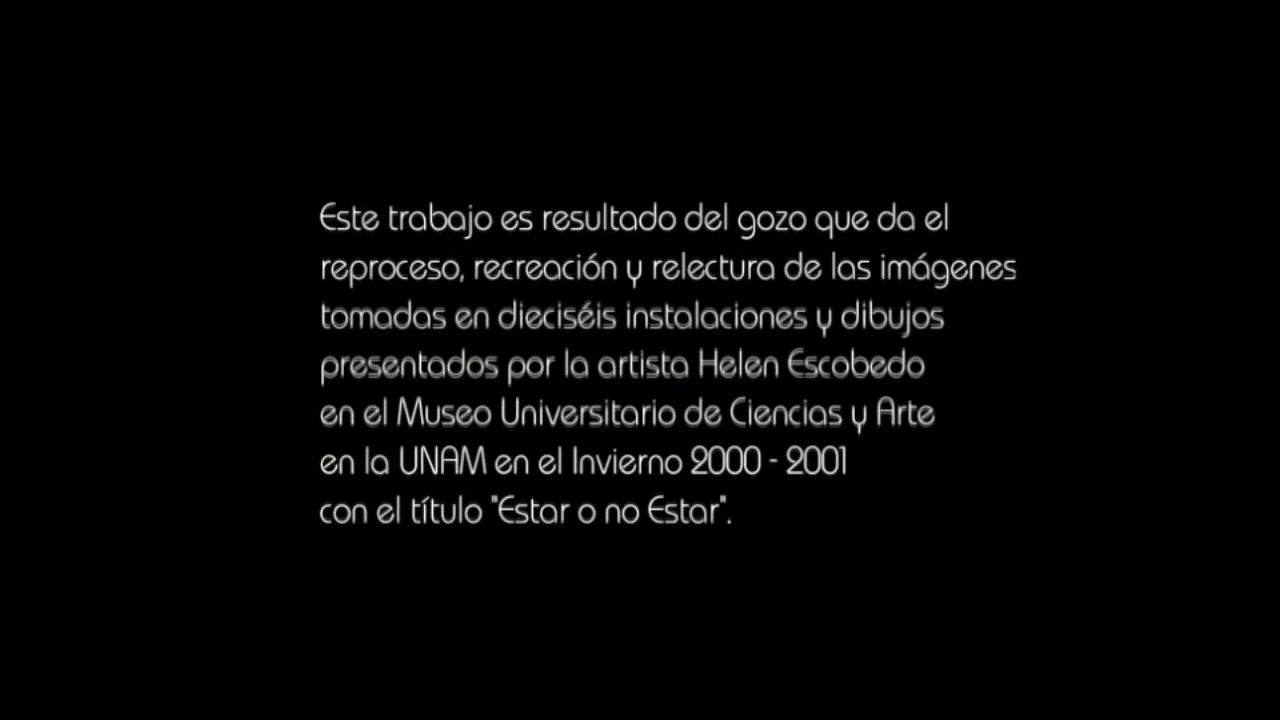 Este trabajo es resultado del gozo que da el
reproceso, recreación y relectura de las imágenes
tomadas en dieciséis instalaciones y dibujos
presentados por la artista Helen Escobedo
en el Museo Universitario de Ciencias y Arte
en la UNAM en el Invierno 2000 - 2001
con el título "Estar o no Estar".